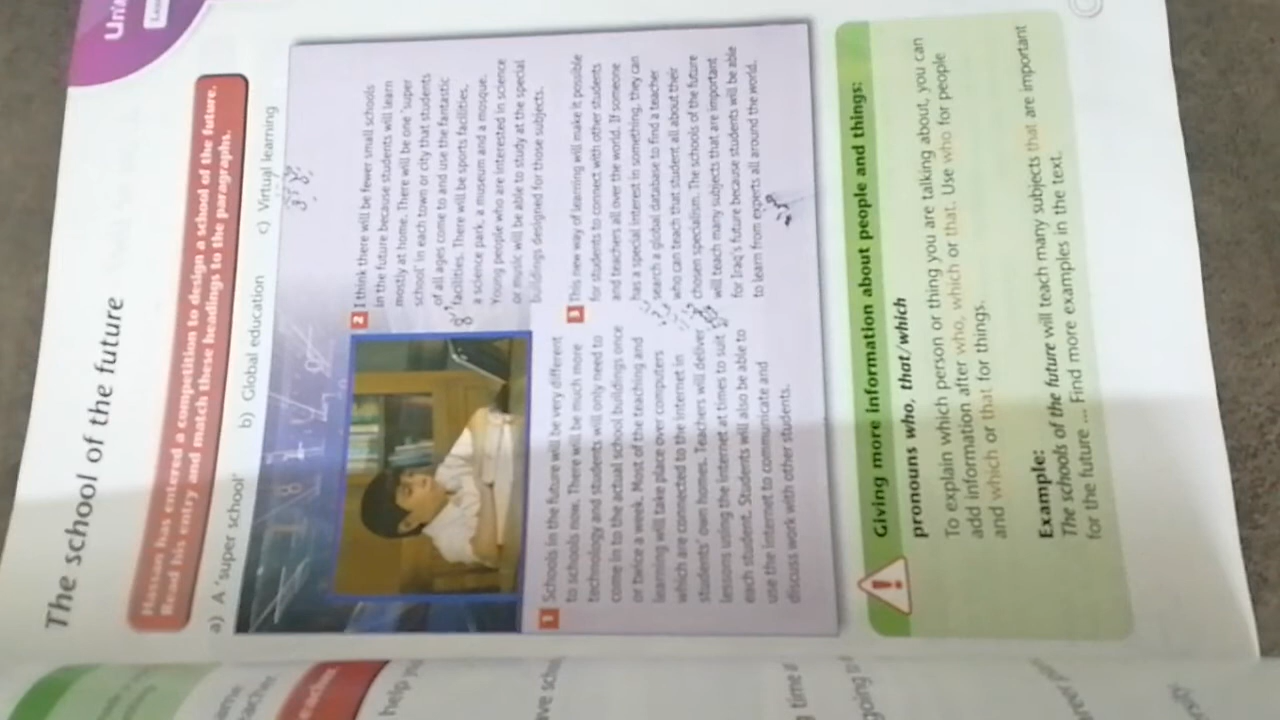 The school of the future
Hassan has entered a competition to design a school of the future.
Read his entry and match these headings to the paragraphs.
a) A 'super school'
b) Global education
c) Virtual learning
1 Schools in the future will be very different
to schools now. There will be much more
technology and students will only need to
come in to the actual school buildings once
or twice a week. Most of the teaching and
learning will take place over computers
which are connected to the internet in
students' own homes. Teachers will deliver
lessons using the internet at times to suit
each student. Students will also be able to
use the internet to communicate and
discuss work with other students.
2 I think there will be fewer small schools
in the future because students will learn
mostly at home. There will be one 'super
school' in each town or city that students
of all ages come to and use the fantastic
facilities. There will be sports facilities,
a science park, a museum and a mosque.
Young people who are interested in science
or music will be able to study at the special
buildings designed for those subjects.
3 This new way of learning will make it possible
for students to connect with other students
and teachers all over the world. If someone
has a special interest in something, they can
search a global database to find a teacher
who can teach that student all about their
chosen specialism. The schools of the future
will teach many subjects that are important
for Iraq's future because students will be able
to learn from experts all around the world.
Giving more information about people and things:
pronouns who, that/which
To explain which person or thing you are talking about, you can
add information after who, which or that. Use who for people
and which or that for things.
Example:
The schools of the future will teach many subjects that are important
for the future ... Find more examples in the text.
help
time
going